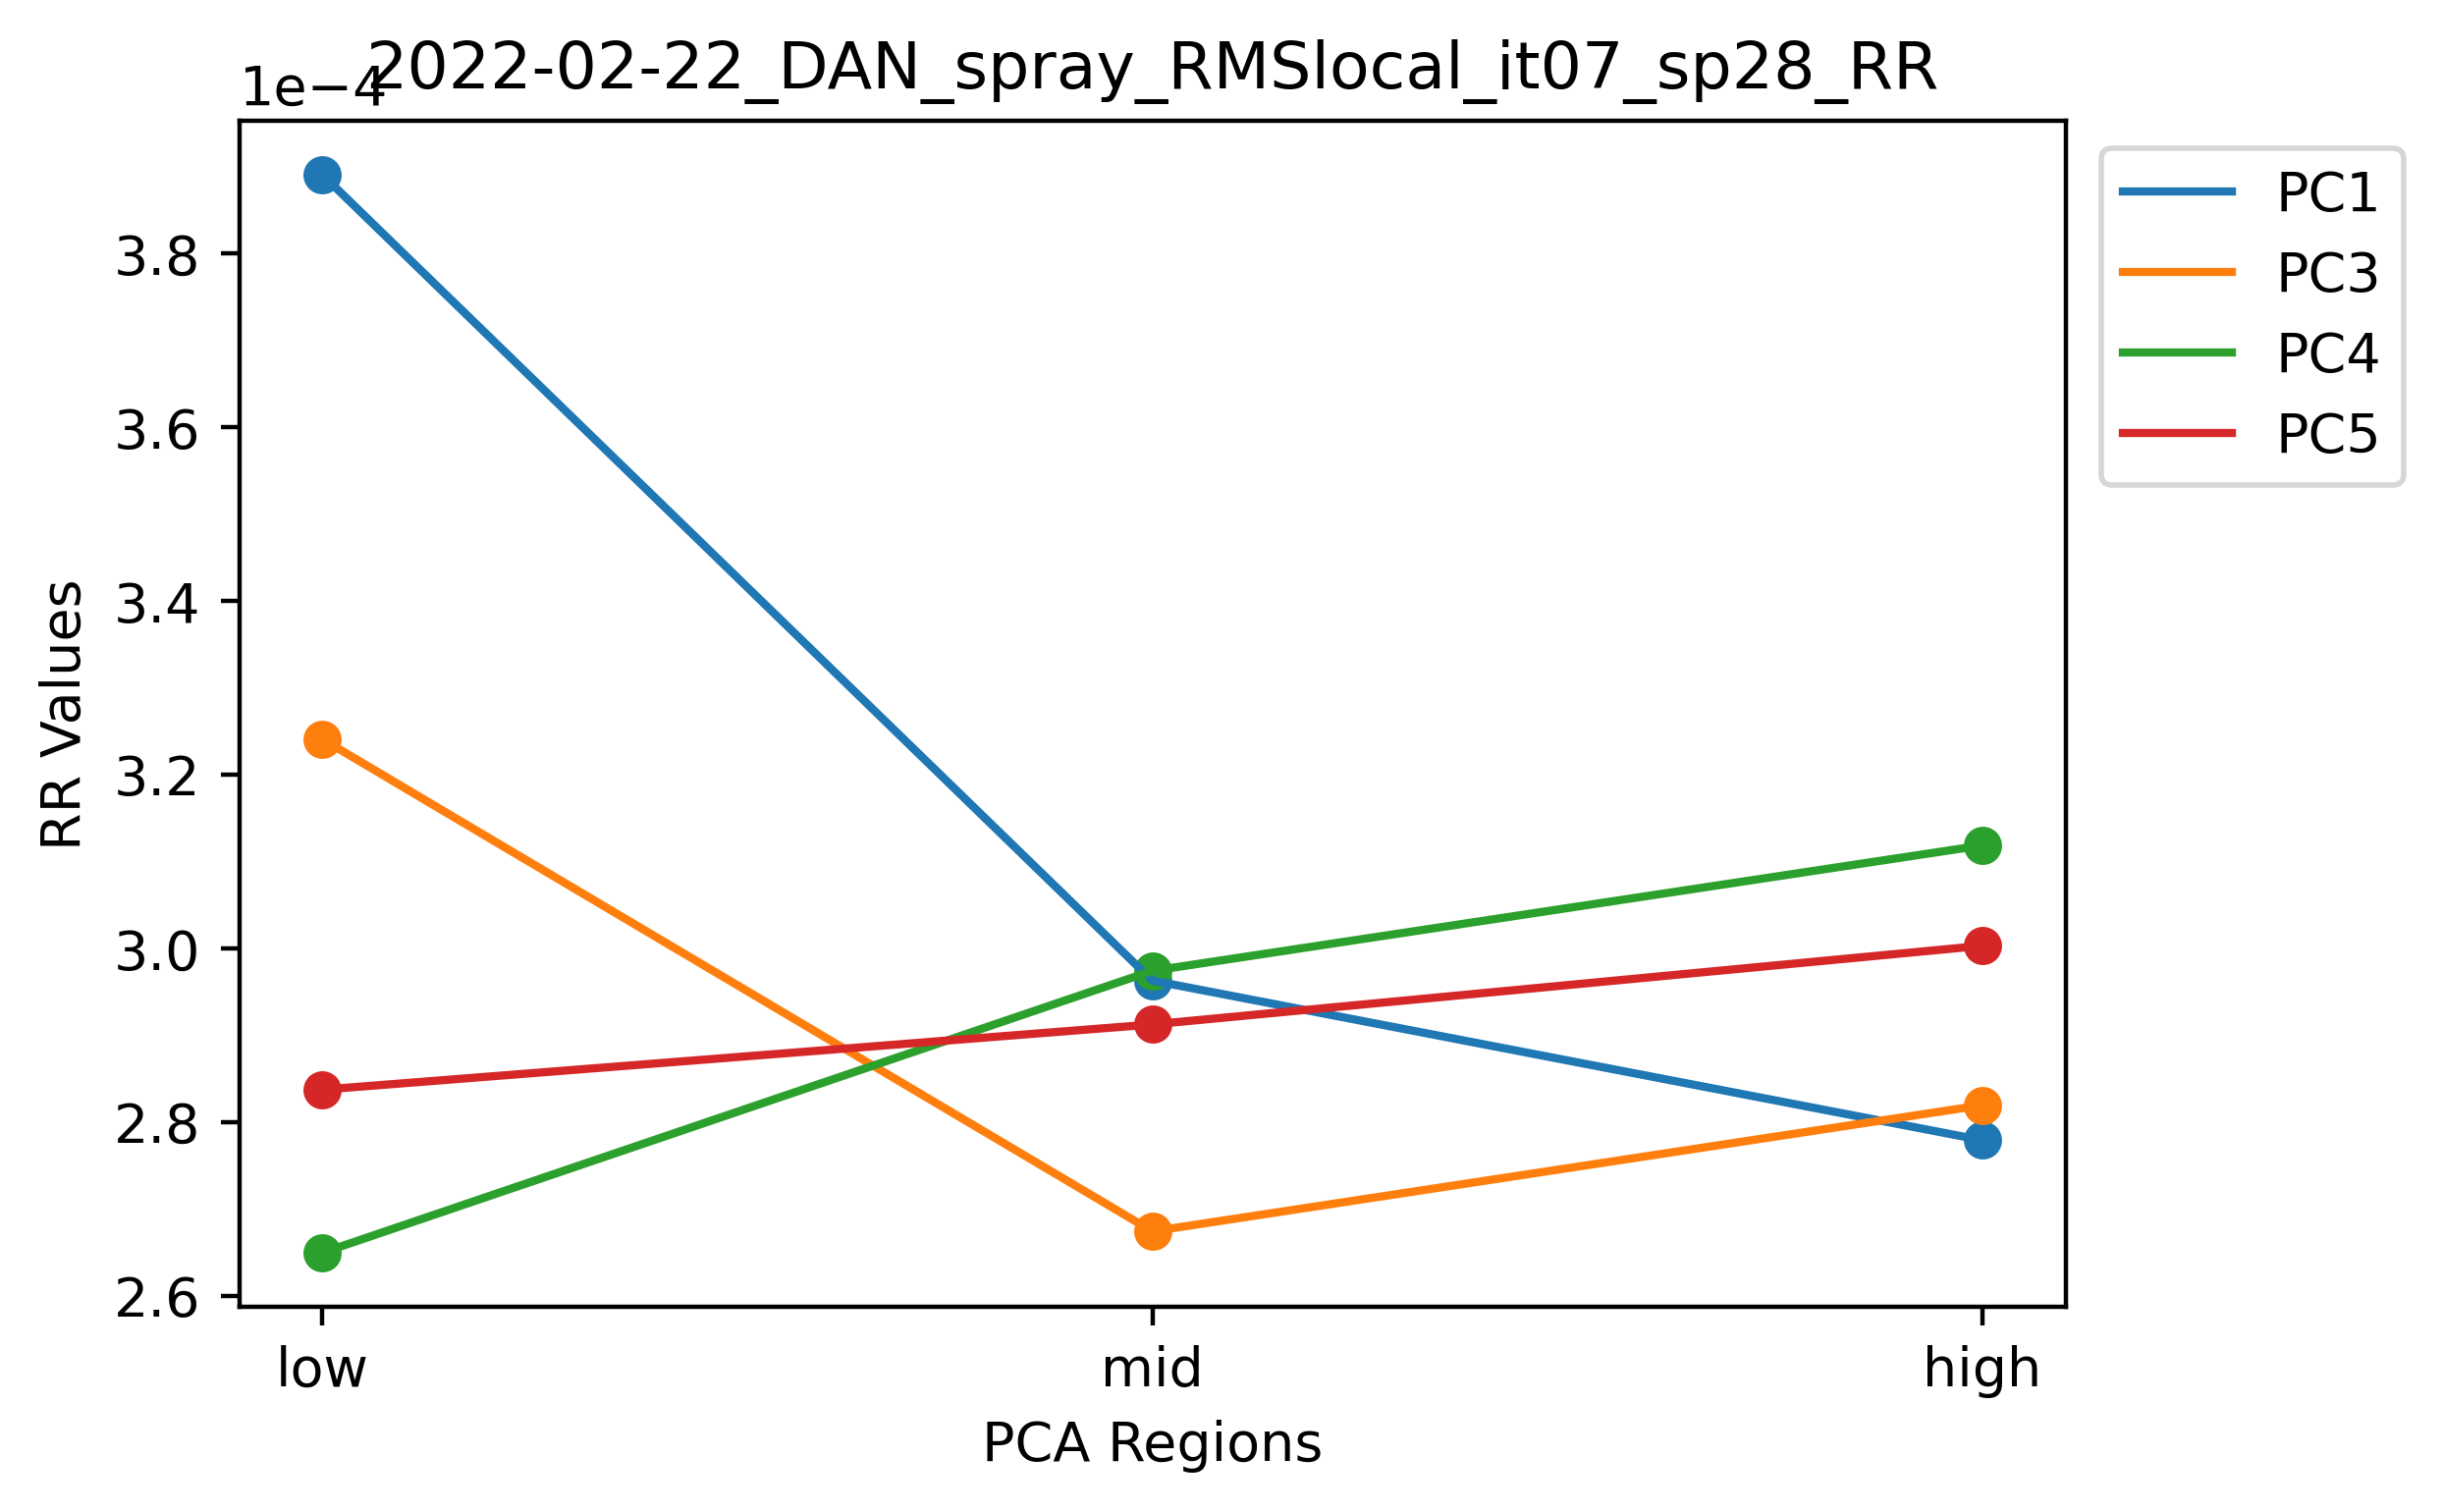 1e−4
2022-02-22_DAN_spray_RMSlocal_it07_sp28_RR
PC1
PC3
PC4
PC5
RR Values
3.8
3.6
3.4
3.2
3.0
2.8
2.6
low mid high
PCA Regions